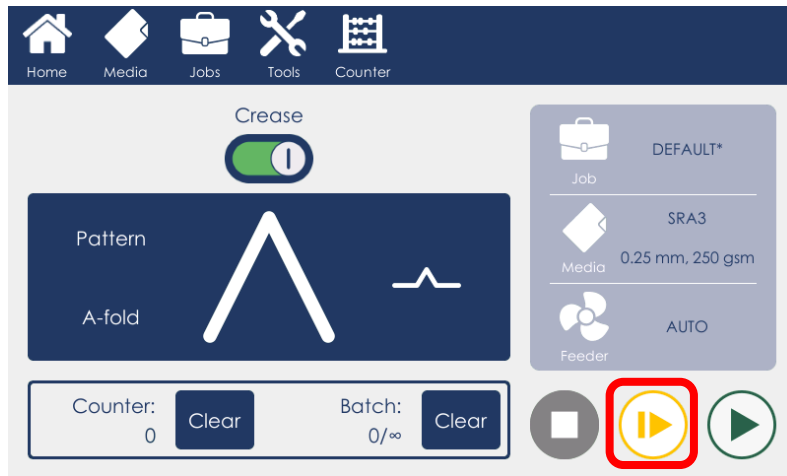 Home Media Jobs Tools Counter
Crease
Pattern
A-fold
Counter:
0
Clear
Batch:
0/∞
Clear
DEFAULT*
Job
SRA3
0.25 mm, 250 gsm
Media
AUTO
Feeder